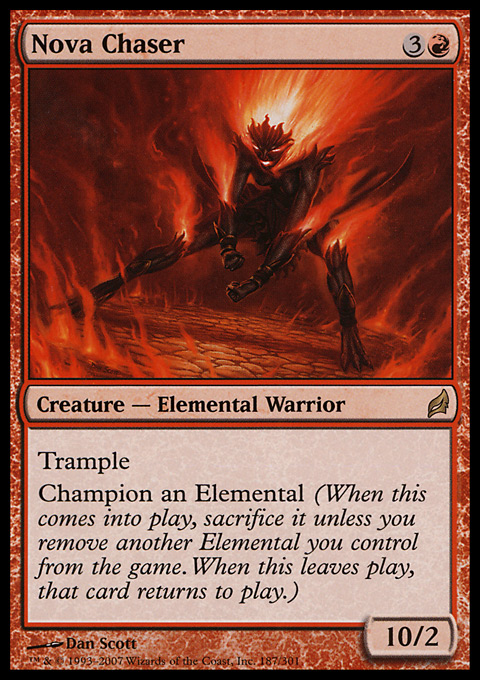 Nova Chaser 3
Creature — Elemental Warrior
Trample
Champion an Elemental (When this
comes into play, sacrifice it unless you
remove another Elemental you control
from the game. When this leaves play,
that card returns to play.)
Dan Scott
10/2
™ & © 1993-2007 Wizards of the Coast, Inc. 187/301